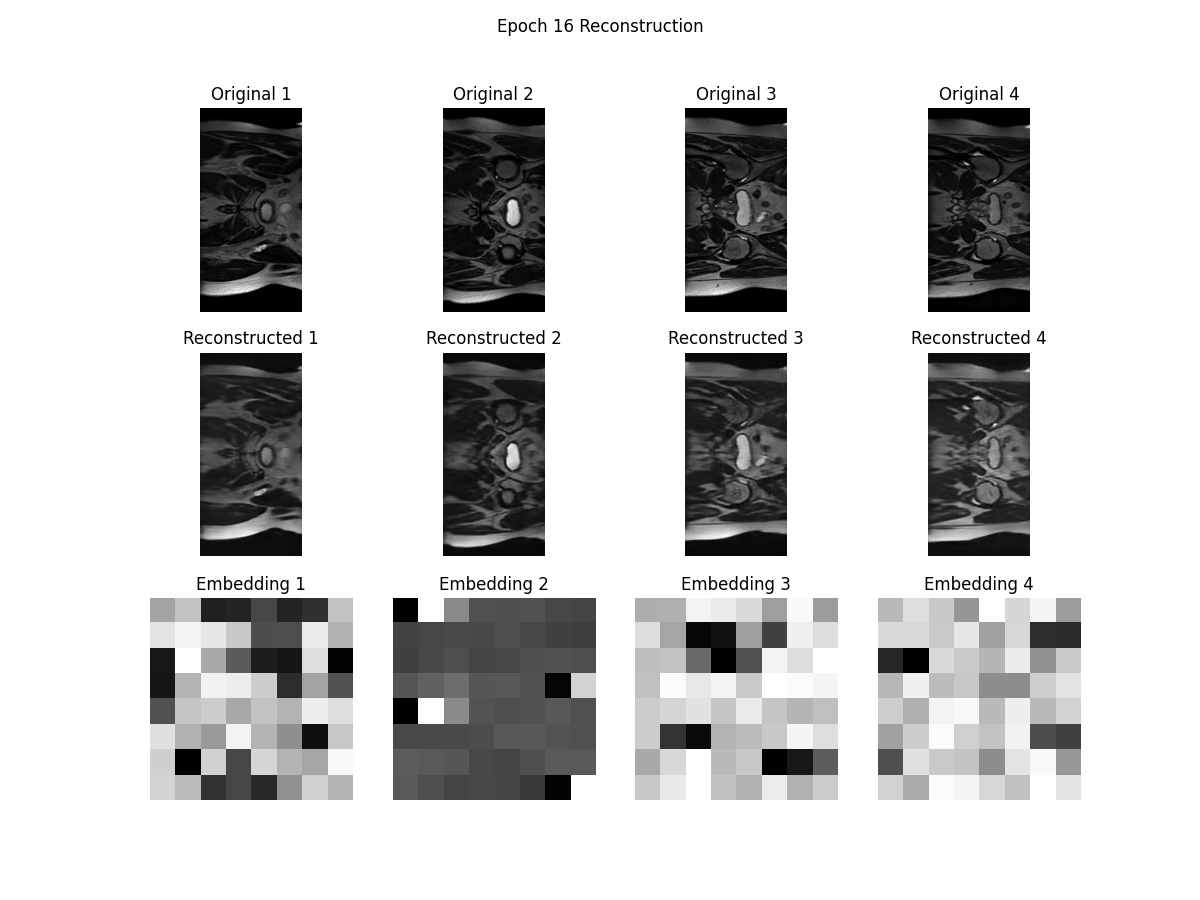 Epoch 16 Reconstruction
Original 1
Original 2
Original 3
Original 4
Reconstructed 1
Reconstructed 2
Reconstructed 3
Reconstructed 4
Embedding 1
Embedding 2
Embedding 3
Embedding 4